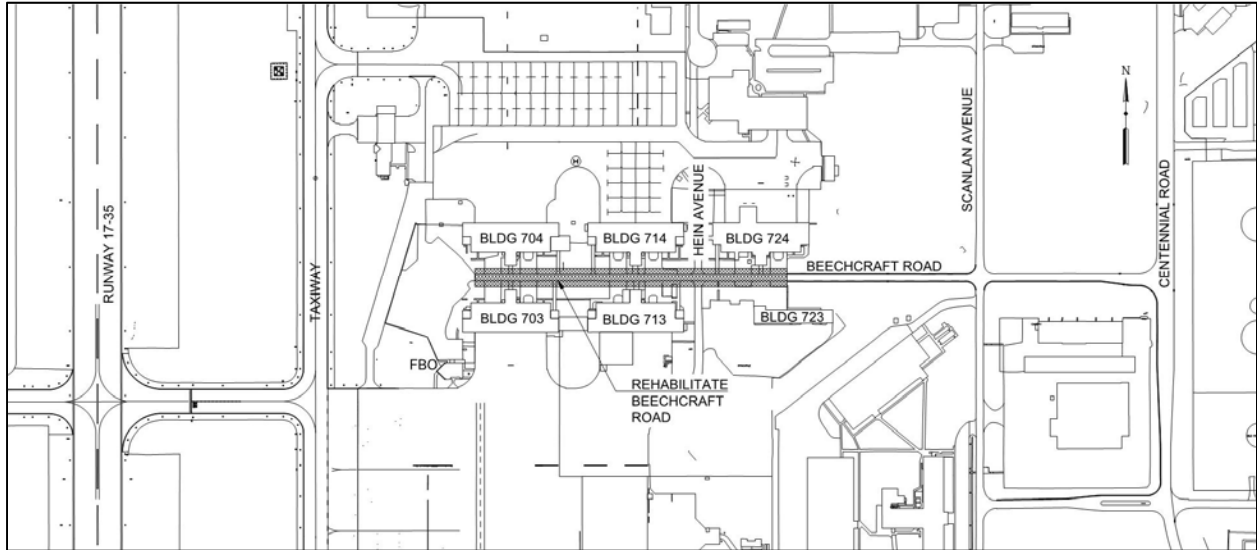 N
SCANLAN AVENUE
CENTENNIAL ROAD
H
RUNWAY 17-35
TAXIWAY
HEIN AVENUE
BLDG 704
BLDG 714
BLDG 724
BEECHCRAFT ROAD
BLDG 703
BLDG 713
BLDG 723
FBO
REHABILITATE
BEECHCRAFT
ROAD